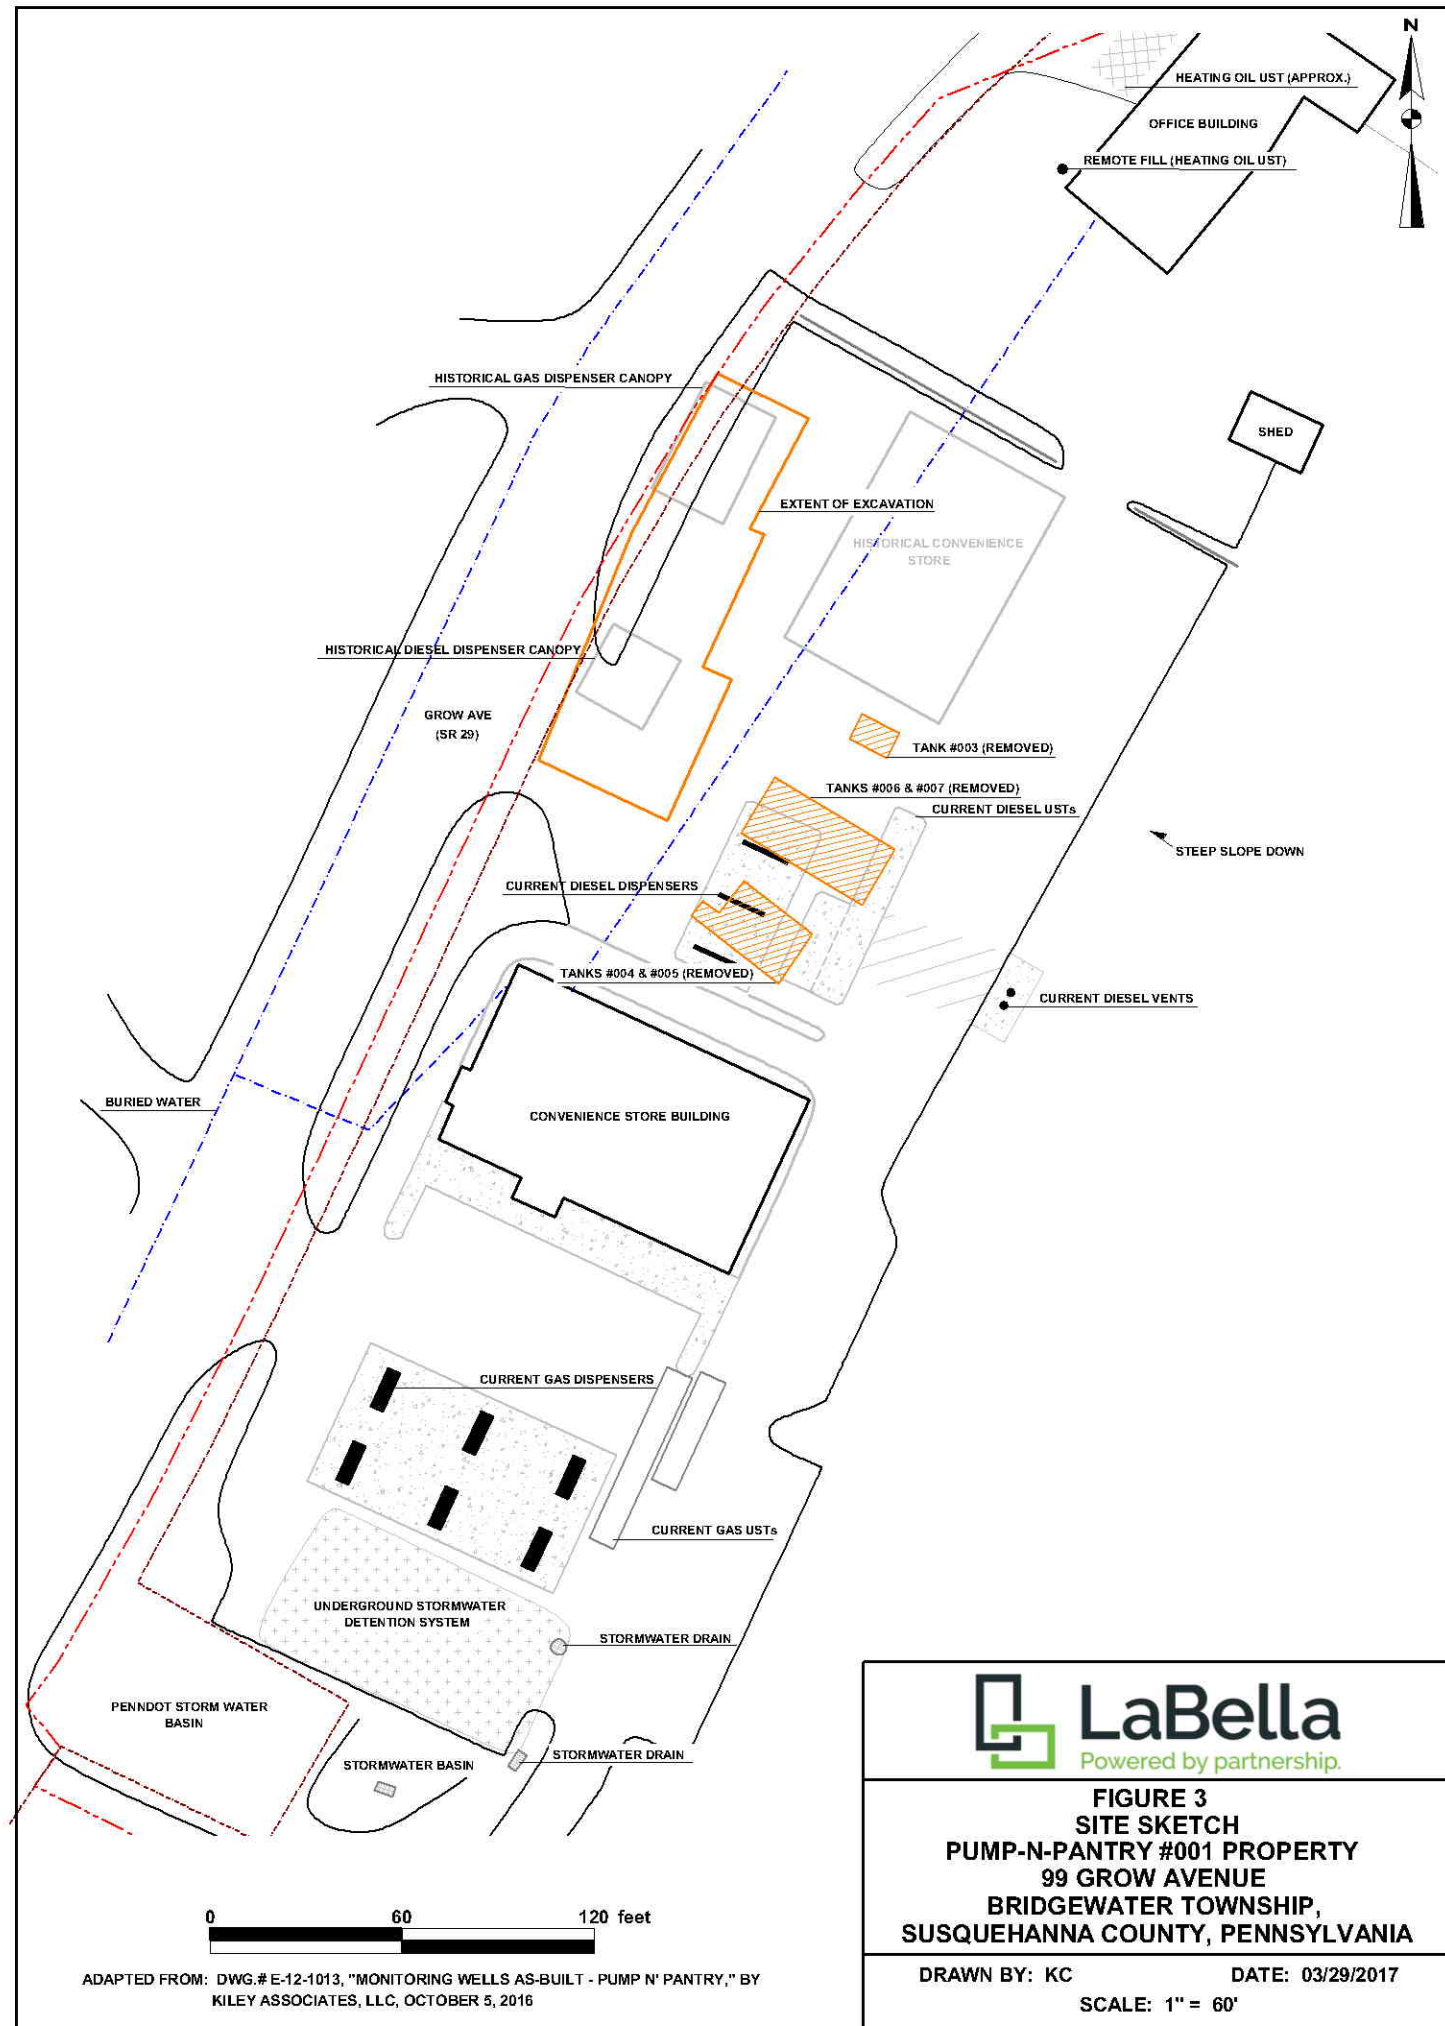 N
HEATING OIL UST (APPROX.)
OFFICE BUILDING
REMOTE FILL (HEATING OIL UST)
HISTORICAL GAS DISPENSER CANOPY
SHED
EXTENT OF EXCAVATION
HISTORICAL CONVENIENCE
STORE
HISTORICAL DIESEL DISPENSER CANOPY
GROW AVE
(SR 29)
TANK #003 (REMOVED)
TANKS #006 & #007 (REMOVED)
CURRENT DIESEL USTs
STEEP SLOPE DOWN
CURRENT DIESEL DISPENSERS
TANKS #004 & #005 (REMOVED)
CURRENT DIESEL VENTS
BURIED WATER
CONVENIENCE STORE BUILDING
CURRENT GAS DISPENSERS
CURRENT GAS USTs
UNDERGROUND STORMWATER
DETENTION SYSTEM
STORMWATER DRAIN
PENNDOT STORM WATER
BASIN
STORMWATER DRAIN
STORMWATER BASIN
LaBella
Powered by partnership.
FIGURE 3
SITE SKETCH
PUMP-N-PANTRY #001 PROPERTY
99 GROW AVENUE
BRIDGEWATER TOWNSHIP,
SUSQUEHANNA COUNTY, PENNSYLVANIA
0 60 120 feet
ADAPTED FROM: DWG.# E-12-1013, "MONITORING WELLS AS-BUILT - PUMP N' PANTRY," BY
KILEY ASSOCIATES, LLC, OCTOBER 5, 2016
DRAWN BY: KC DATE: 03/29/2017
SCALE: 1" = 60'